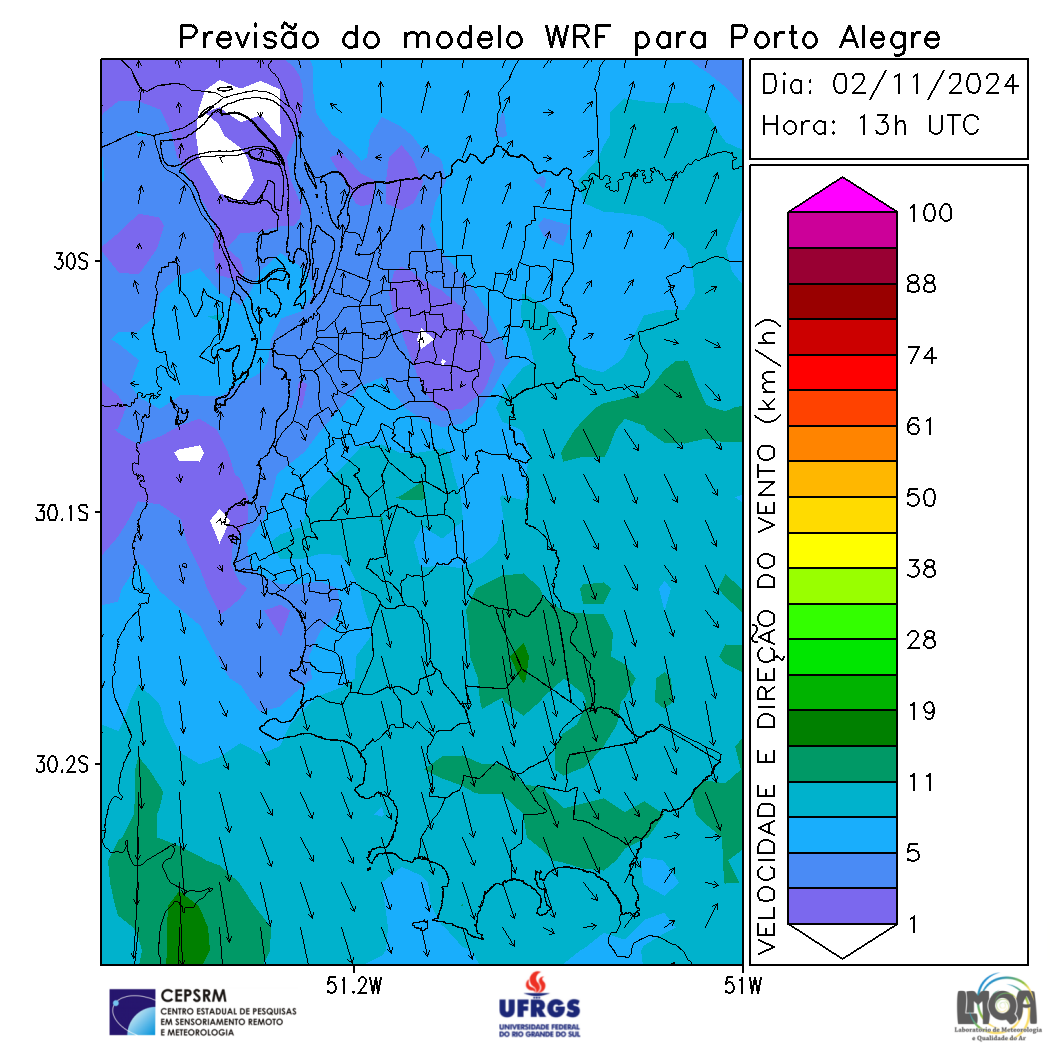 Previsão do modelo WRF para Porto Alegre
Dia: 02/11/2024
Hora: 13h UTC
30S
30.1S
30.2S
51.2W
51W
VELOCIDADE E DIREÇÃO DO VENTO (km/h)
100
88
74
61
50
38
28
19
11
5
1
CEPSRM
CENTRO ESTADUAL DE PESQUISAS
EM SENSORIAMENTO REMOTO
E METEOROLOGIA
UFRGS
UNIVERSIDADE FEDERAL
DO RIO GRANDE DO SUL
LMQA
Laboratório de Meteorologia
e Qualidade do Ar